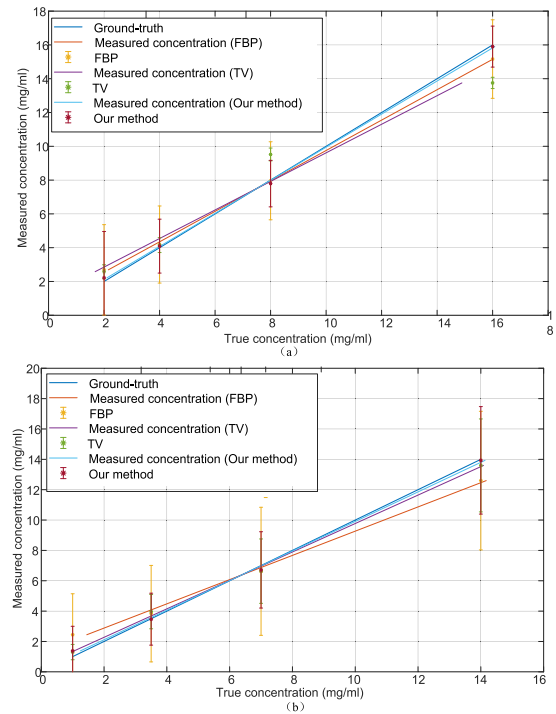 18
16
14
12
10
8
6
4
2
0
Measured concentration (mg/ml)
Ground-truth
Measured concentration (FBP)
FBP
Measured concentration (TV)
TV
Measured concentration (Our method)
Our method
0 2 4 6 8 10 12 14 16 8
True concentration (mg/ml)
(a)
20
18
16
14
12
10
8
6
4
2
0
Measured concentration (mg/ml)
Ground-truth
Measured concentration (FBP)
FBP
Measured concentration (TV)
TV
Measured concentration (Our method)
Our method
0 2 4 6 8 10 12 14 16
True concentration (mg/ml)
(b)